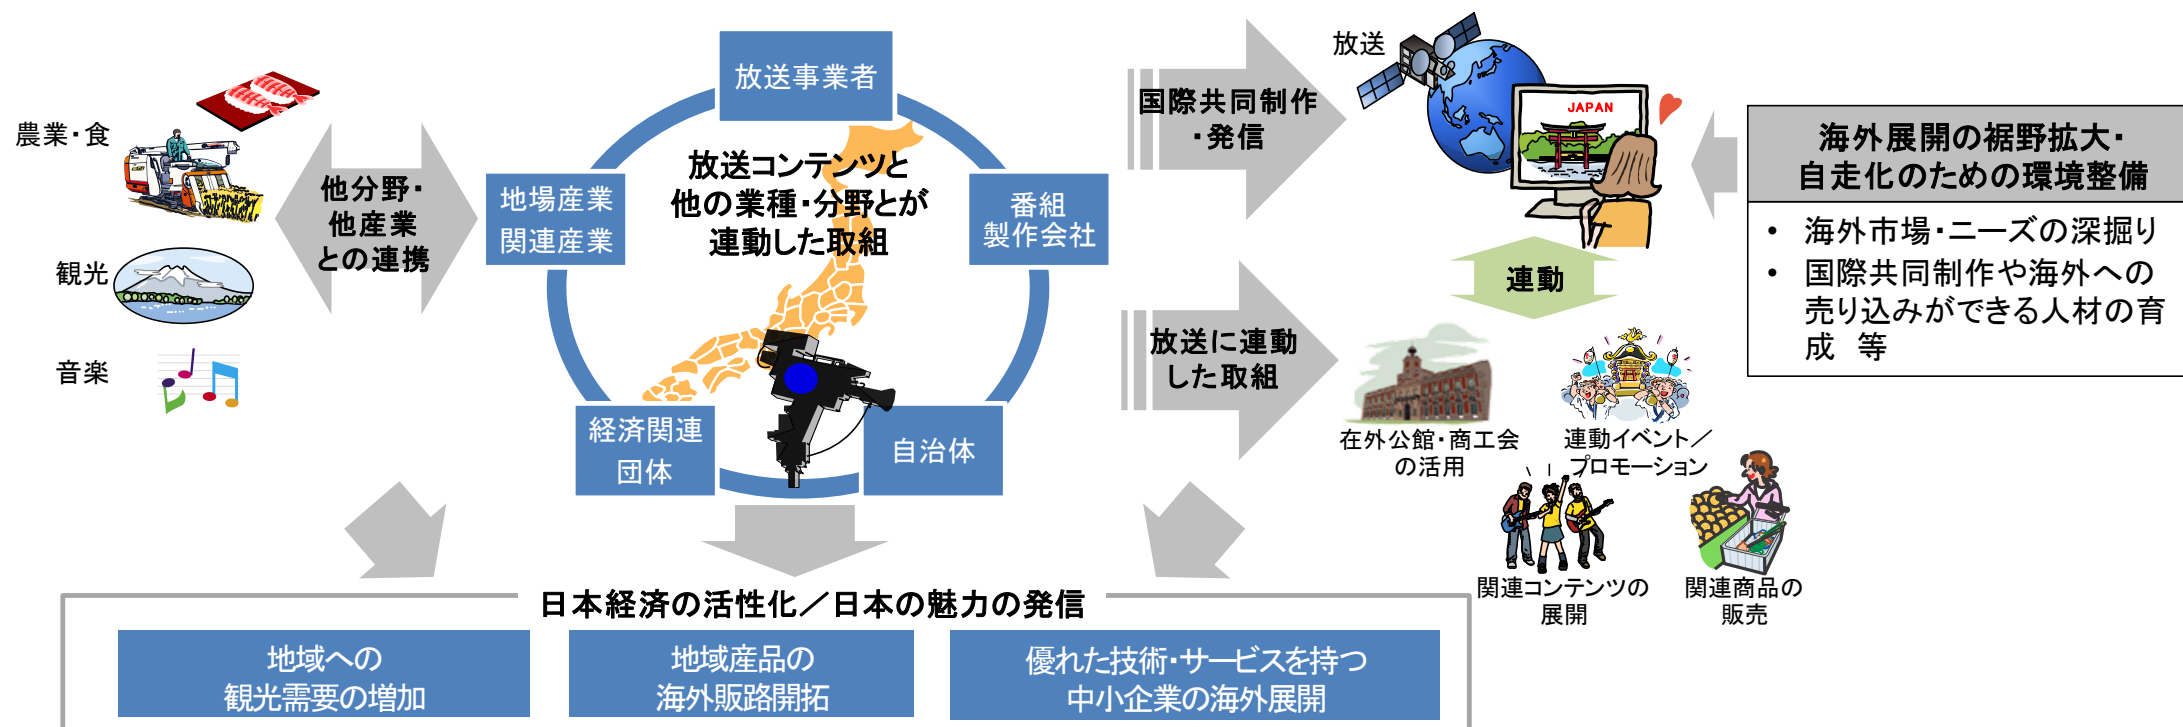 農業・食
観光
音楽
他分野・
他産業
との連携
放送事業者
地場産業
関連産業
番組
製作会社
経済関連
団体
自治体
放送コンテンツと
他の業種・分野とが
連動した取組
国際共同制作
・発信
放送に連動
した取組
放送
JAPAN
連動
在外公館・商工会
の活用
連動イベント／
プロモーション
関連コンテンツの
展開
関連商品の
販売
海外展開の裾野拡大・
自走化のための環境整備
• 海外市場・ニーズの深掘り
• 国際共同制作や海外への
売り込みができる人材の育
成 等
日本経済の活性化／日本の魅力の発信
地域への
観光需要の増加
地域産品の
海外販路開拓
優れた技術・サービスを持つ
中小企業の海外展開